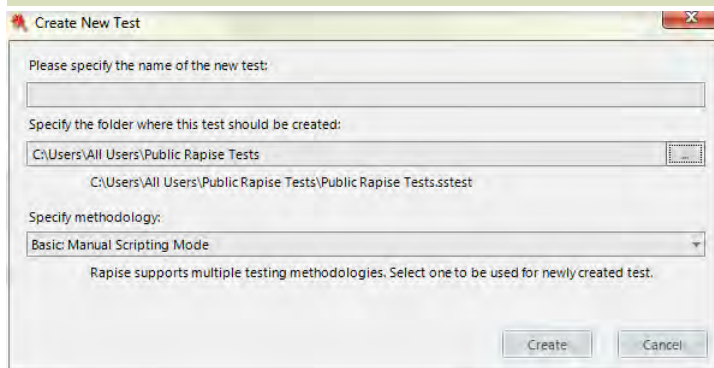 Create New Test
Please specify the name of the new test:
Specify the folder where this test should be created:
C:\Users\All Users\Public Rapise Tests
...
C:\Users\All Users\Public Rapise Tests\Public Rapise Tests.sstest
Specify methodology:
Basic: Manual Scripting Mode
Rapise supports multiple testing methodologies. Select one to be used for newly created test.
Create Cancel